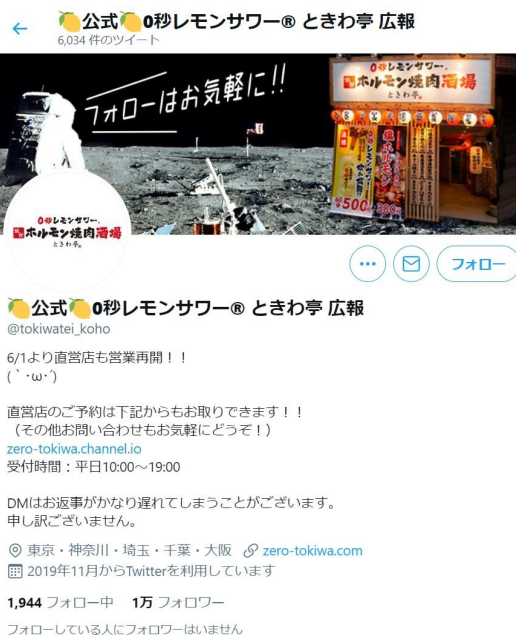 🍋公式🍋0秒レモンサワー® ときわ亭 広報
6,034 件のツイート
フォローはお気軽に!!
0秒レモンサワー®
ホルモン焼肉酒場
ときわ亭。
500
380円
0秒レモンサワー®
ホルモン焼肉酒場
ときわ亭
フォロー
🍋公式🍋0秒レモンサワー® ときわ亭 広報
@tokiwatei_koho
6/1より直営店も営業再開！！
(｀･ω･´)
直営店のご予約は下記からもお取りできます！！
（その他お問い合わせもお気軽にどうぞ！）
zero-tokiwa.channel.io
受付時間：平日10:00〜19:00
DMはお返事がかなり遅れてしまうことがございます。
申し訳ございません。
東京・神奈川・埼玉・千葉・大阪 zero-tokiwa.com
2019年11月からTwitterを利用しています
1,944 フォロー中 1万 フォロワー
フォローしている人にフォロワーはいません